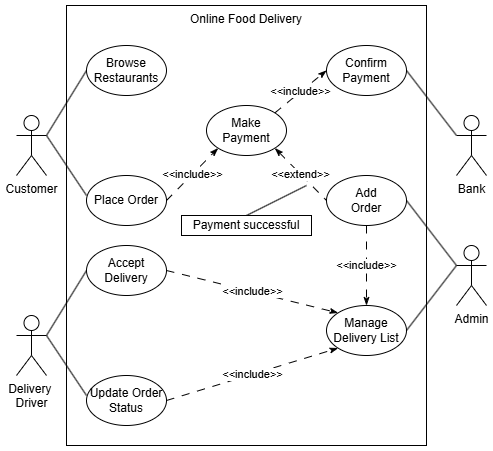 Online Food Delivery
Browse
Restaurants
Confirm
Payment
<<include>>
Make
Payment
Customer
Bank
<<include>>
<<extend>>
Place Order
Add
Order
Payment successful
Accept
Delivery
<<include>>
<<include>>
Admin
Manage
Delivery List
<<include>>
Delivery
Driver
Update Order
Status